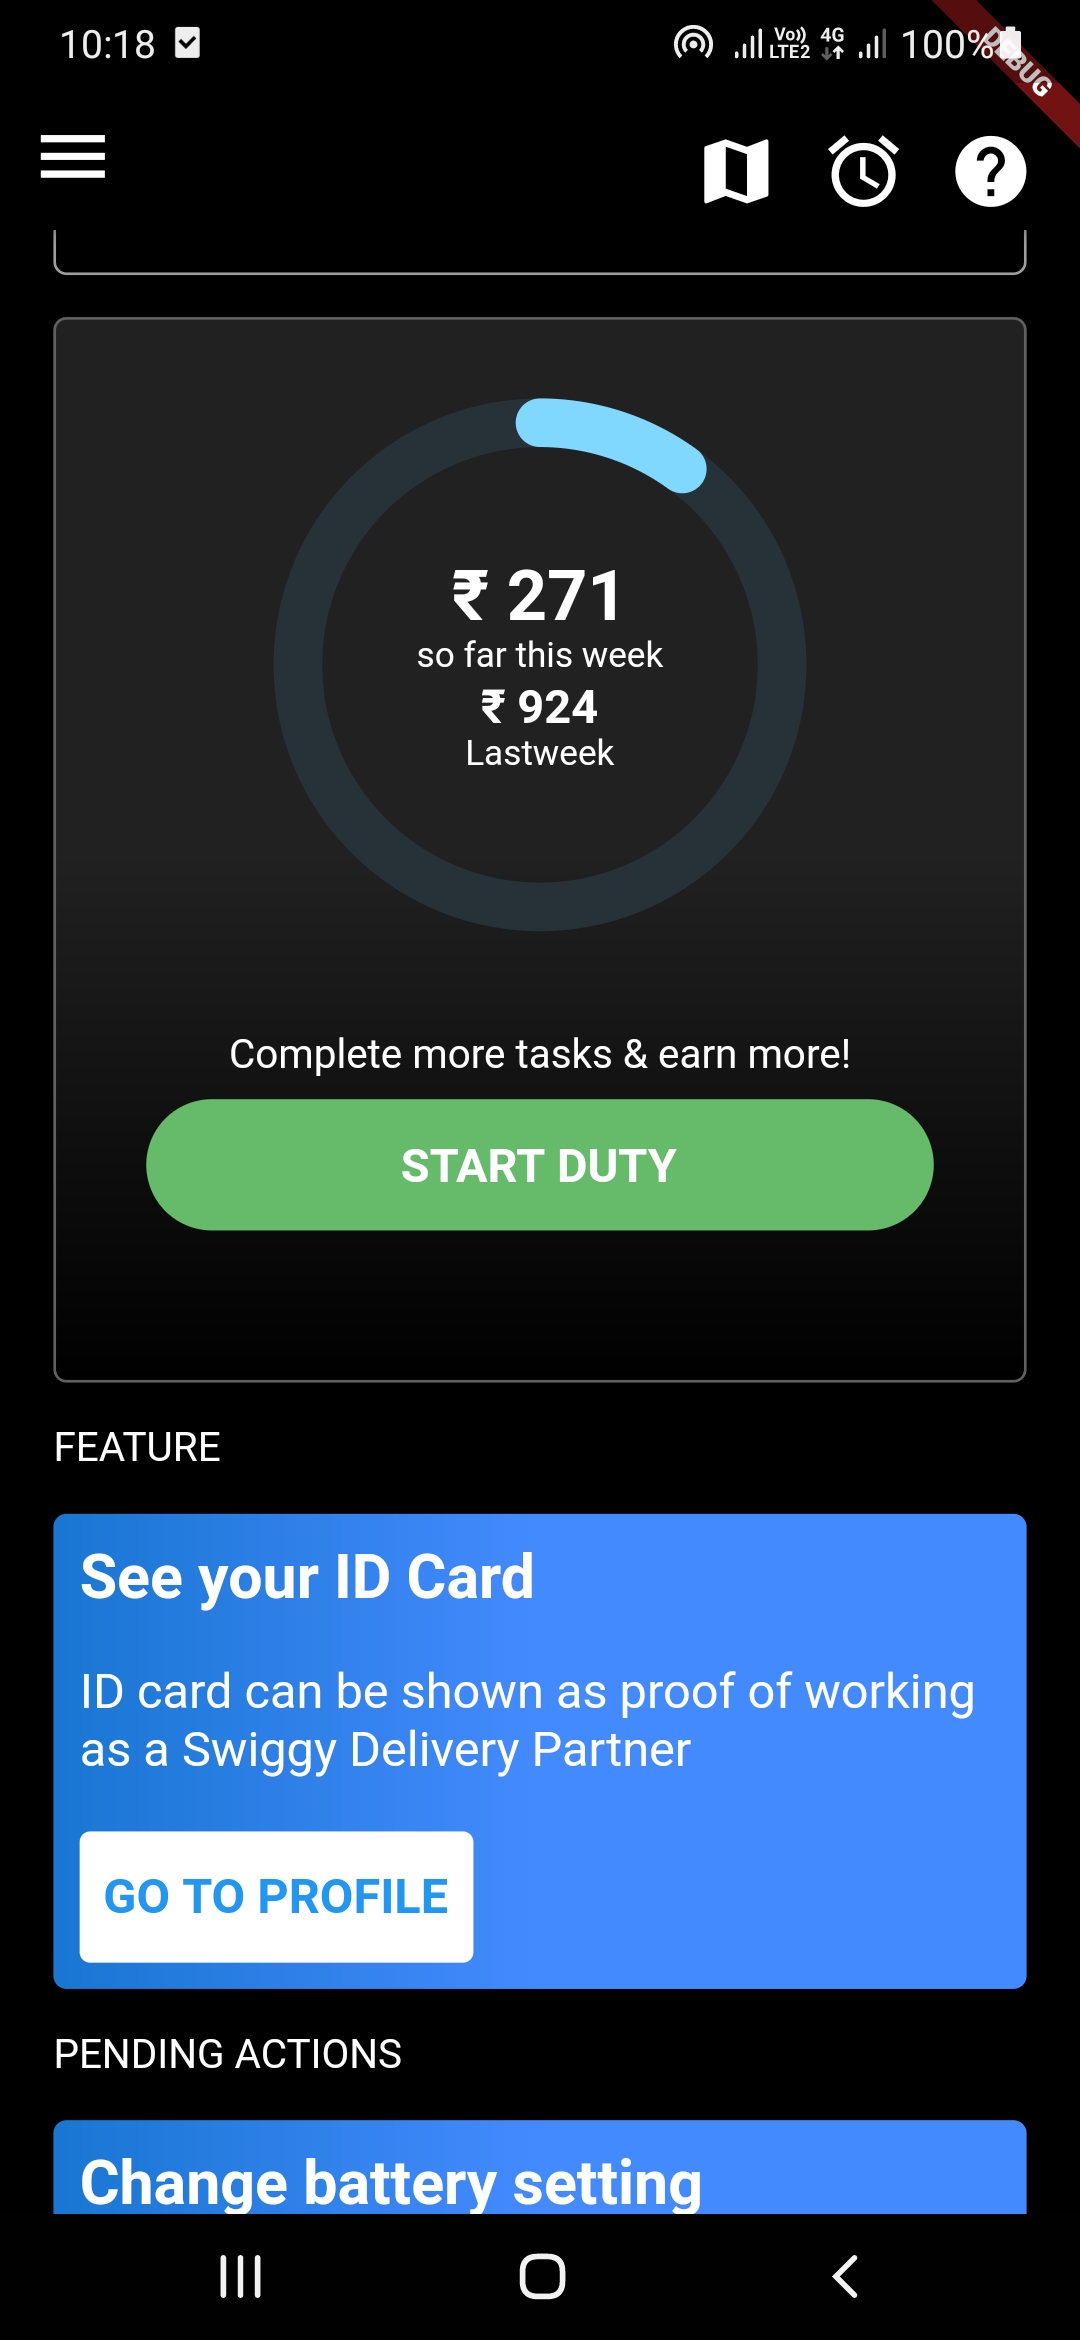 10:18
Vo))
LTE2
4G
100%
DEBUG
₹ 271
so far this week
₹ 924
Lastweek
Complete more tasks & earn more!
START DUTY
FEATURE
See your ID Card
ID card can be shown as proof of working
as a Swiggy Delivery Partner
GO TO PROFILE
PENDING ACTIONS
Change battery setting